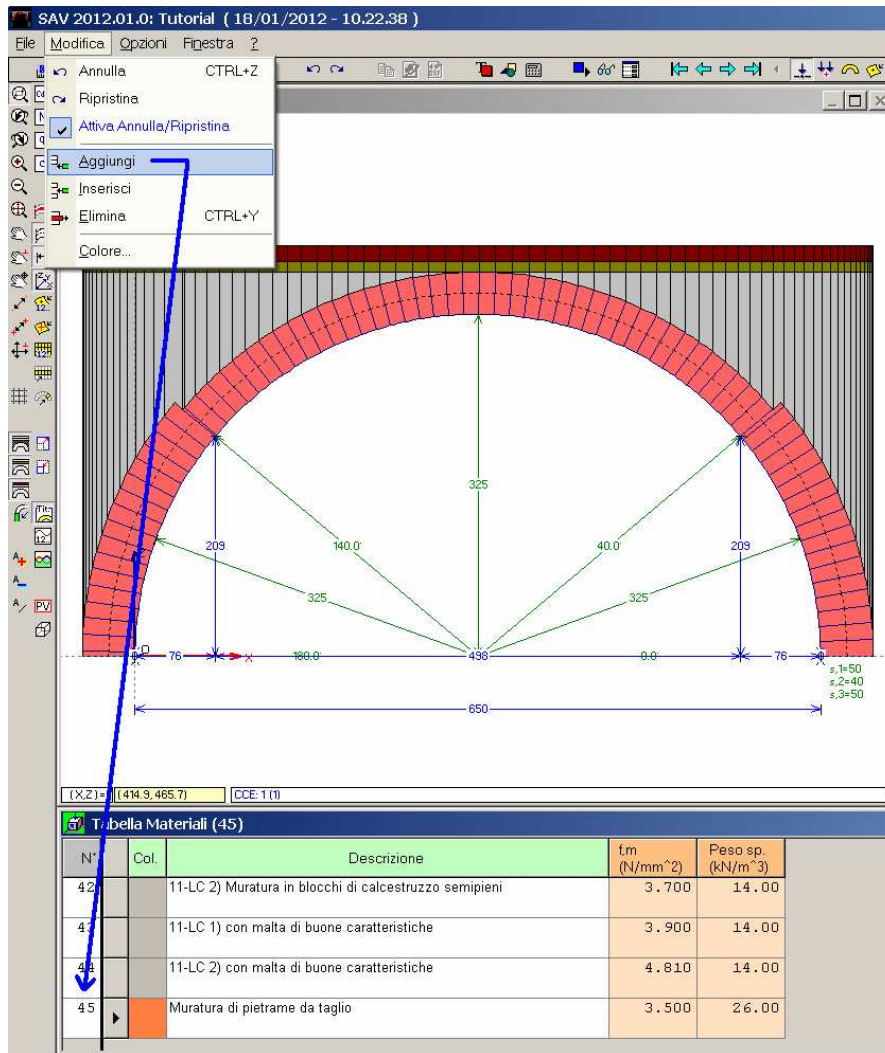 SAV 2012.01.0: Tutorial ( 18/01/2012 - 10.22.38 )
File Modifica Opzioni Finestra ?
Annulla CTRL+Z
Ripristina
Attiva Annulla/Ripristina
Aggiungi
Inserisci
Elimina CTRL+Y
Colore...
325
209 140.0° 40.0° 209
325 325
76 180.0° 498 0.0° 76
X
s,1=50
s,2=40
s,3=50
650
(X,Z)= (414.9, 465.7) CCE: 1 (1)
Tabella Materiali (45)
N° Col. Descrizione f,m (N/mm^2) Peso sp. (kN/m^3)
42 11-LC 2) Muratura in blocchi di calcestruzzo semipieni 3.700 14.00
43 11-LC 1) con malta di buone caratteristiche 3.900 14.00
44 11-LC 2) con malta di buone caratteristiche 4.810 14.00
45 Muratura di pietrame da taglio 3.500 26.00
PV